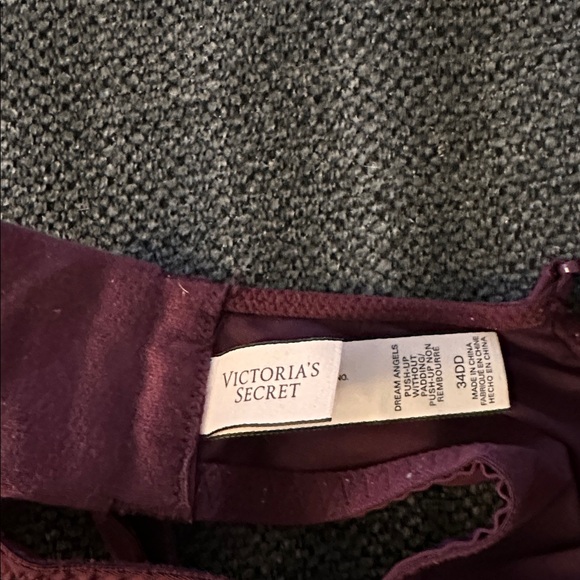 VICTORIA'S
SECRET
NO.
DREAM ANGELS
PUSH-UP
WITHOUT
PADDING/
PUSH-UP NON
REMBOURRÉ
34DD
MADE IN CHINA
FABRIQUÉ EN CHINE
HECHO EN CHINA